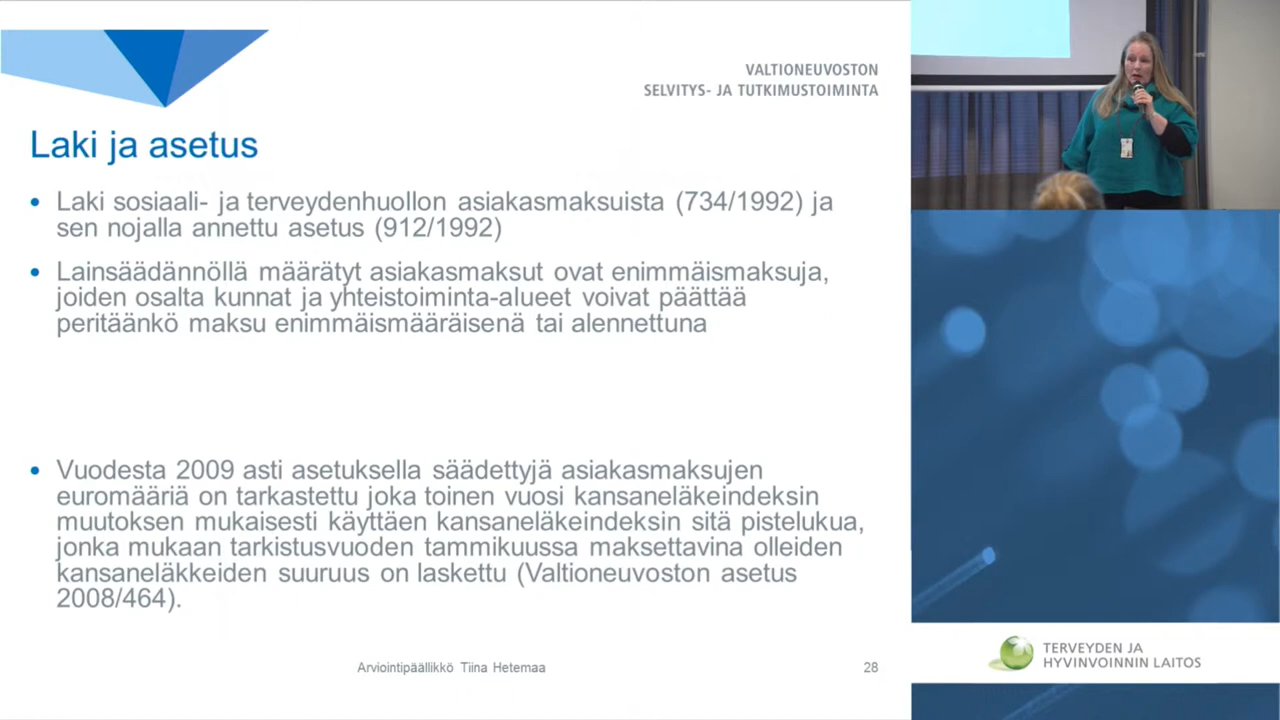 VALTIONEUVOSTON
SELVITYS- JA TUTKIMUSTOIMINTA
Laki ja asetus
• Laki sosiaali- ja terveydenhuollon asiakasmaksuista (734/1992) ja
sen nojalla annettu asetus (912/1992)
• Lainsäädännöllä määrätyt asiakasmaksut ovat enimmäismaksuja,
joiden osalta kunnat ja yhteistoiminta-alueet voivat päättää
peritäänkö maksu enimmäismääräisenä tai alennettuna
• Vuodesta 2009 asti asetuksella säädettyjä asiakasmaksujen
euromääriä on tarkastettu joka toinen vuosi kansaneläkeindeksin
muutoksen mukaisesti käyttäen kansaneläkeindeksin sitä pistelukua,
jonka mukaan tarkistusvuoden tammikuussa maksettavina olleiden
kansaneläkkeiden suuruus on laskettu (Valtioneuvoston asetus
2008/464).
Arviointipäällikkö Tiina Hetemaa
28
TERVEYDEN JA
HYVINVOINNIN LAITOS